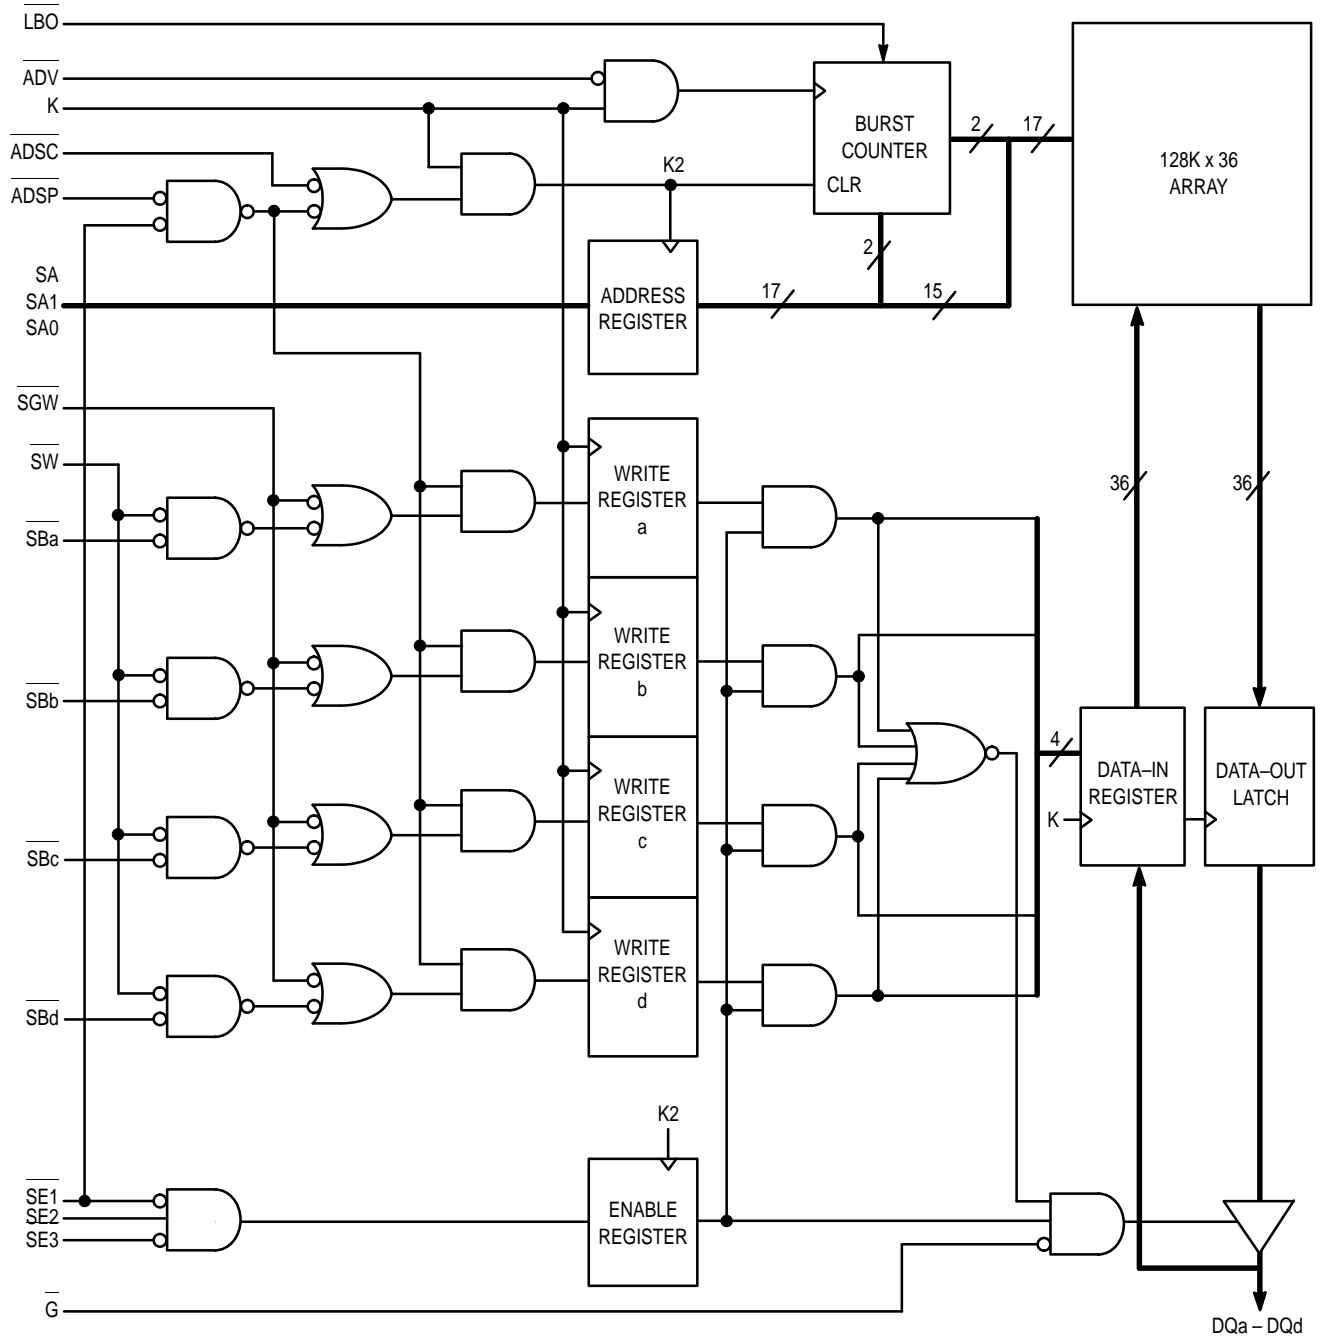 LBO
ADV
K
ADSC
ADSP
K2
BURST
COUNTER
CLR
2
17
128K x 36
ARRAY
2
SA
SA1
SA0
ADDRESS
REGISTER
17
15
SGW
SW
SBa
WRITE
REGISTER
a
36
36
SBb
WRITE
REGISTER
b
4
K
DATA–IN
REGISTER
DATA–OUT
LATCH
SBc
WRITE
REGISTER
c
SBd
WRITE
REGISTER
d
K2
SE1
SE2
SE3
ENABLE
REGISTER
G
DQa – DQd